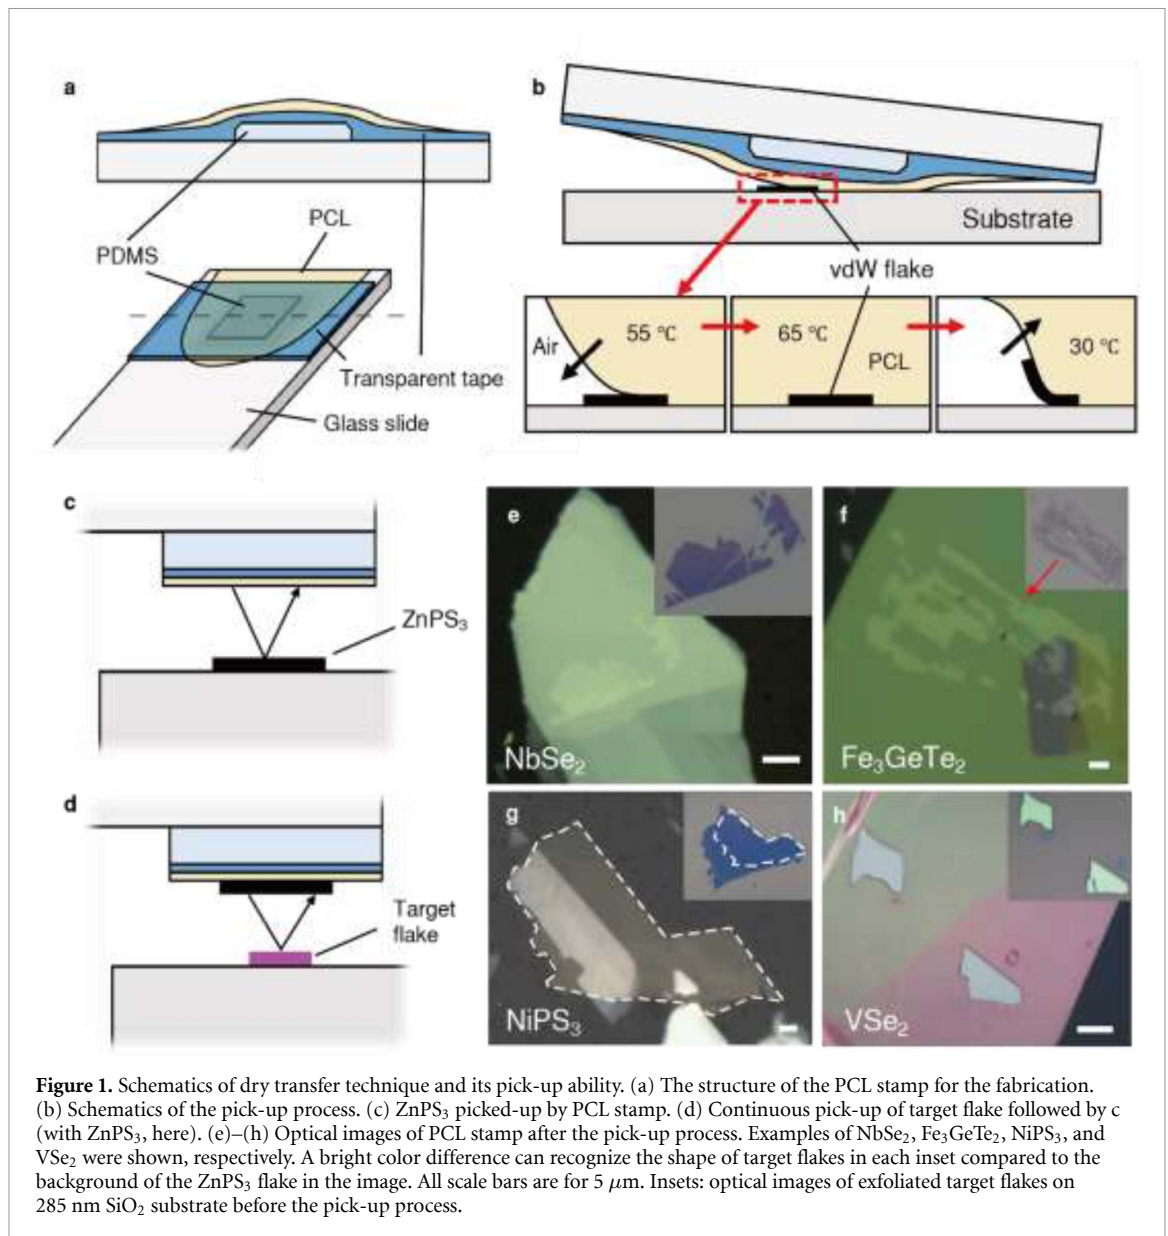 a
PCL
PDMS
Transparent tape
Glass slide
b
Substrate
vdW flake
Air
55 °C
65 °C
PCL
30 °C
c
ZnPS₃
d
Target
flake
e
NbSe₂
f
Fe₃GeTe₂
g
NiPS₃
h
VSe₂
Figure 1. Schematics of dry transfer technique and its pick-up ability. (a) The structure of the PCL stamp for the fabrication.
(b) Schematics of the pick-up process. (c) ZnPS₃ picked-up by PCL stamp. (d) Continuous pick-up of target flake followed by c
(with ZnPS₃, here). (e)–(h) Optical images of PCL stamp after the pick-up process. Examples of NbSe₂, Fe₃GeTe₂, NiPS₃, and
VSe₂ were shown, respectively. A bright color difference can recognize the shape of target flakes in each inset compared to the
background of the ZnPS₃ flake in the image. All scale bars are for 5 μm. Insets: optical images of exfoliated target flakes on
285 nm SiO₂ substrate before the pick-up process.